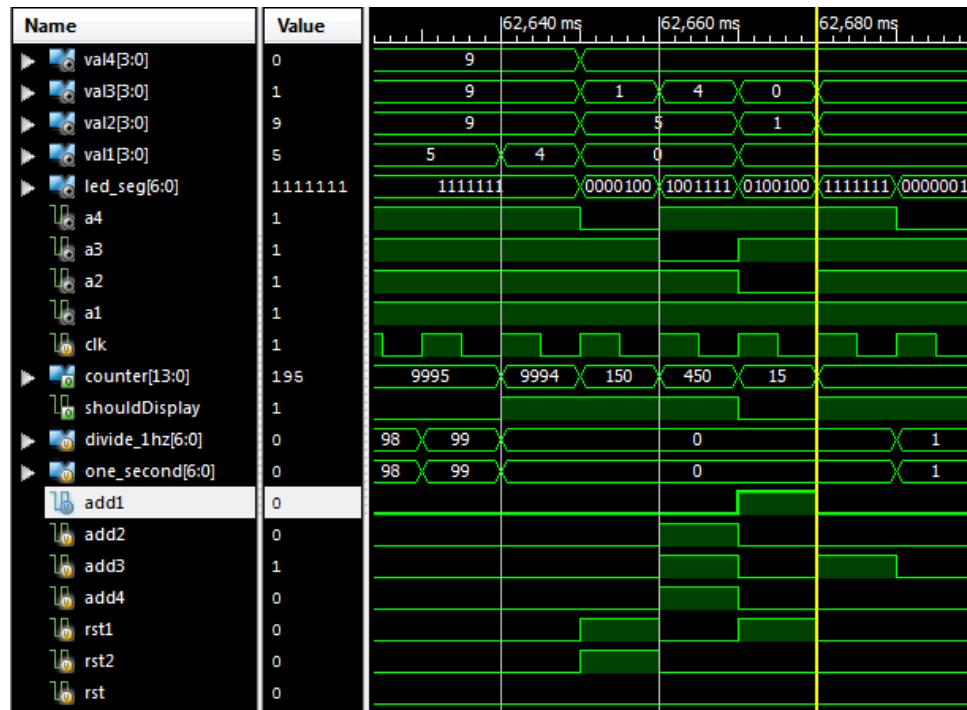 Name Value 62,640 ms 62,660 ms 62,680 ms
val4[3:0] 0 9
val3[3:0] 1 9 1 4 0
val2[3:0] 9 9 5 1
val1[3:0] 5 5 4 0
led_seg[6:0] 1111111 1111111 0000100 1001111 0100100 1111111 0000001
a4 1
a3 1
a2 1
a1 1
clk 1
counter[13:0] 195 9995 9994 150 450 15
shouldDisplay 1
divide_1hz[6:0] 0 98 99 0 1
one_second[6:0] 0 98 99 0 1
add1 0
add2 0
add3 1
add4 0
rst1 0
rst2 0
rst 0